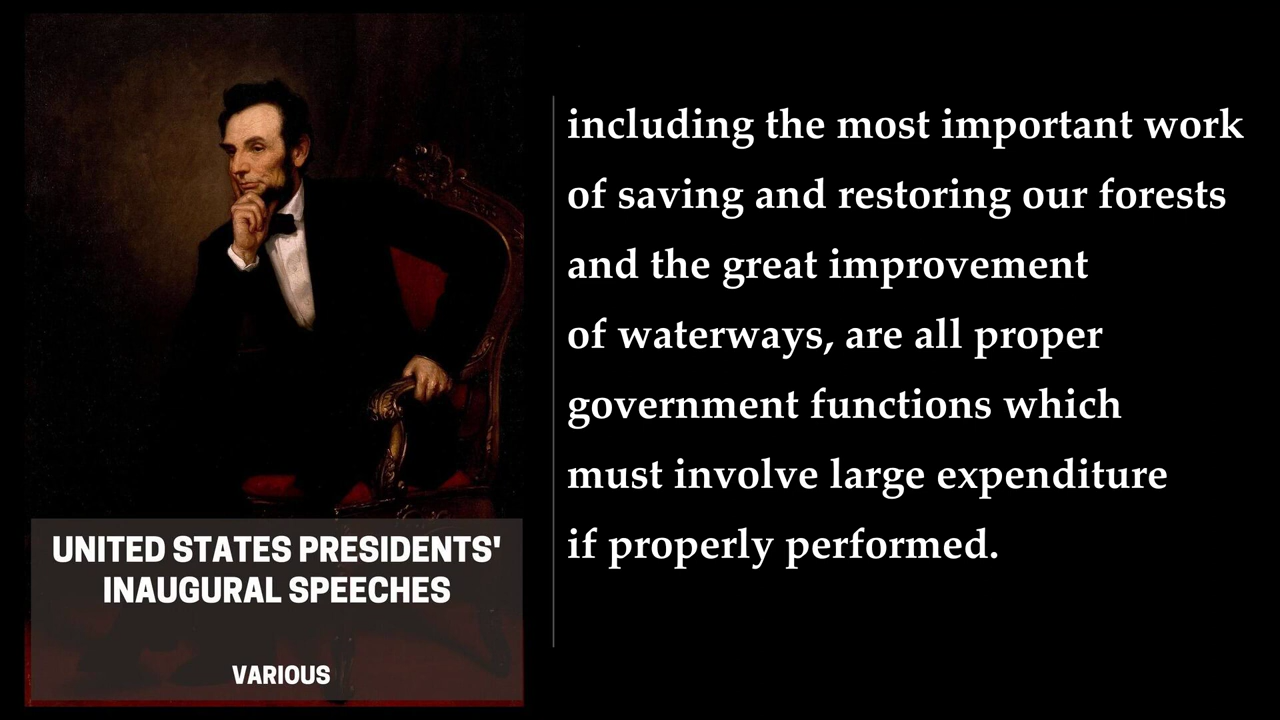 including the most important work
of saving and restoring our forests
and the great improvement
of waterways, are all proper
government functions which
must involve large expenditure
if properly performed.
UNITED STATES PRESIDENTS'
INAUGURAL SPEECHES
VARIOUS